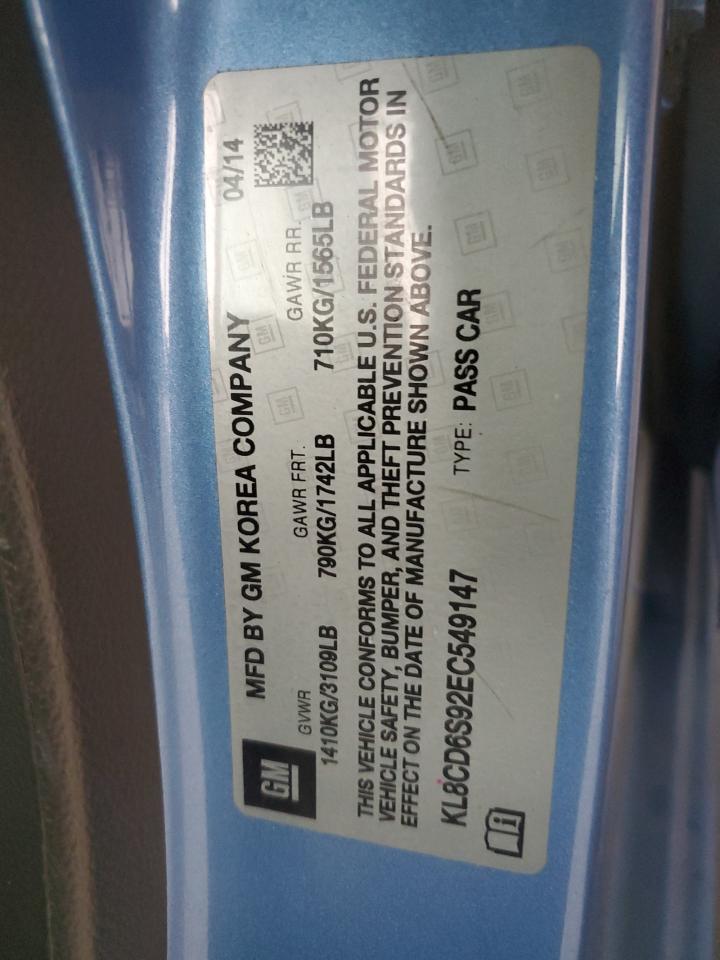 GM
MFD BY GM KOREA COMPANY 04/14
GVWR GAWR FRT. GAWR RR.
1410KG/3109LB 790KG/1742LB 710KG/1565LB
THIS VEHICLE CONFORMS TO ALL APPLICABLE U.S. FEDERAL MOTOR
VEHICLE SAFETY, BUMPER, AND THEFT PREVENTION STANDARDS IN
EFFECT ON THE DATE OF MANUFACTURE SHOWN ABOVE.
KL8CD6S92EC549147 TYPE: PASS CAR